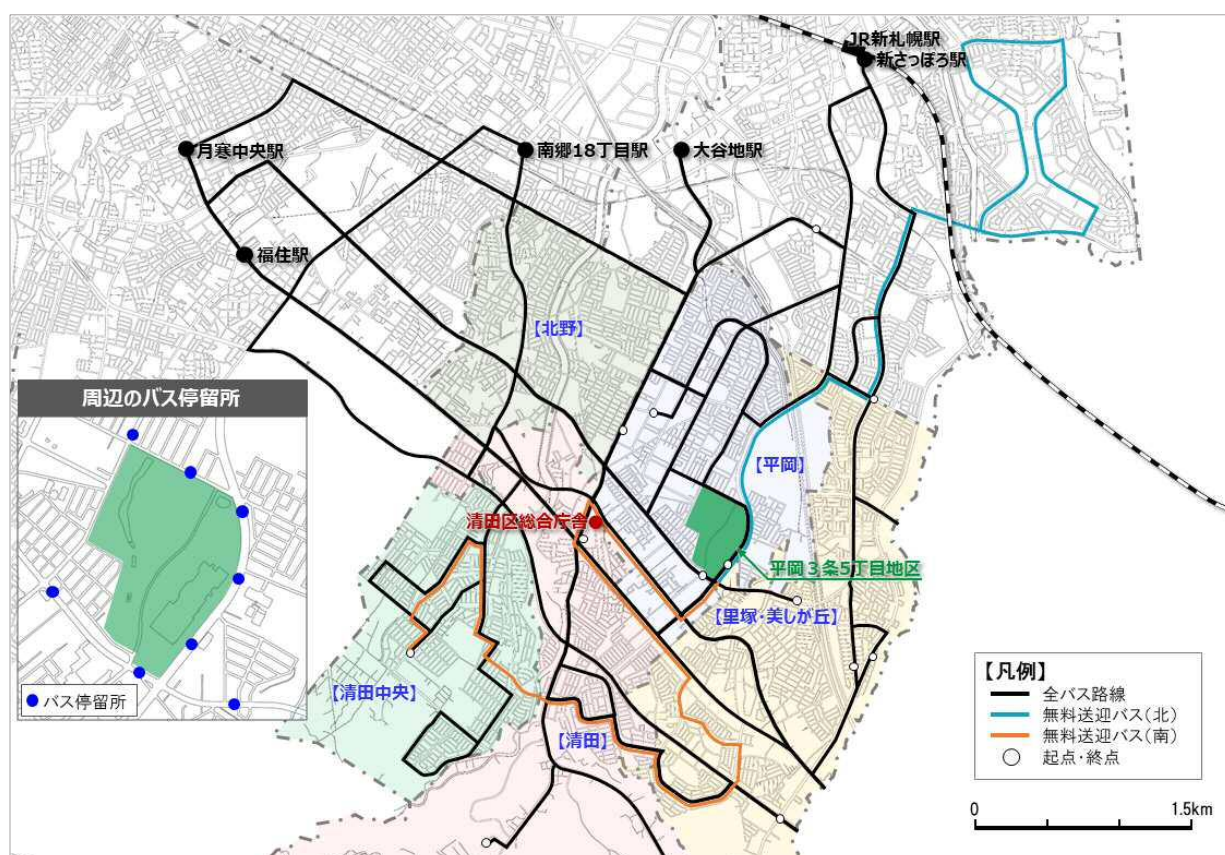 JR新札幌駅
新さっぽろ駅
月寒中央駅
南郷18丁目駅
大谷地駅
福住駅
【北野】
周辺のバス停留所
【平岡】
清田区総合庁舎
平岡3条5丁目地区
【里塚・美しが丘】
【清田中央】
【清田】
バス停留所
【凡例】
全バス路線
無料送迎バス(北)
無料送迎バス(南)
起点・終点
0
1.5km